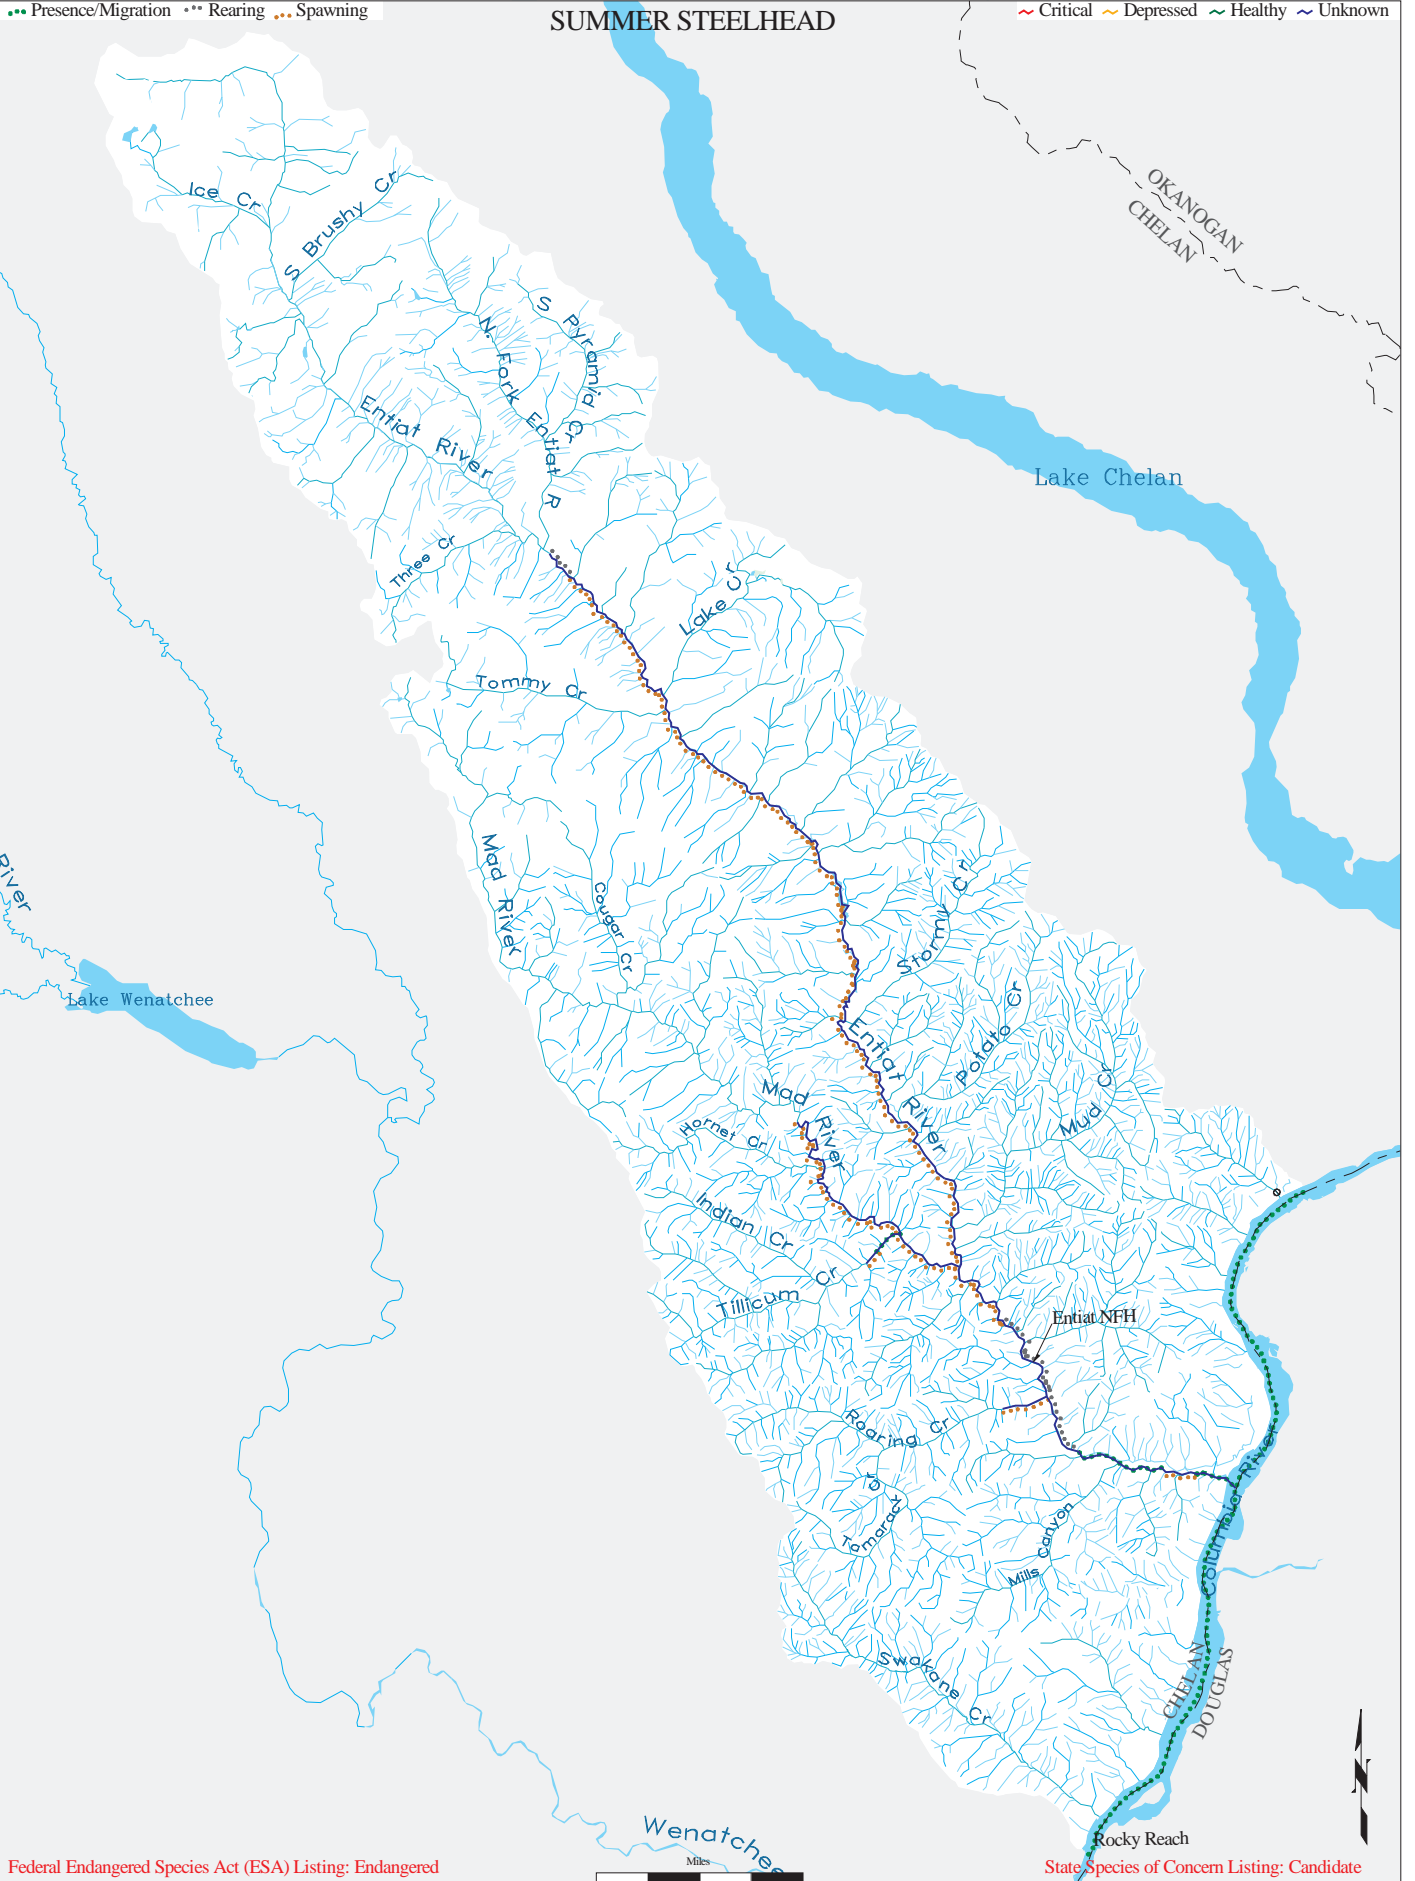 Presence/Migration Rearing Spawning
SUMMER STEELHEAD
Critical Depressed Healthy Unknown
OKANOGAN
CHELAN
Ice Cr
S Brushy Cr
S Pyramid Cr
N. Fork Entiat R
Entiat River
Lake Chelan
Three Cr
Lake Cr
Tommy Cr
Mad River
Cougar Cr
Stormy Cr
River
Lake Wenatchee
Potato Cr
Entiat River
Mud Cr
Mad River
Hornet Cr
Indian Cr
Tillicum Cr
Entiat NFH
Roaring Cr
Tamarack Cr
Mills Canyon
Columbia River
Swakane Cr
CHELAN
DOUGLAS
N
Wenatchee
Rocky Reach
Miles
Federal Endangered Species Act (ESA) Listing: Endangered
State Species of Concern Listing: Candidate